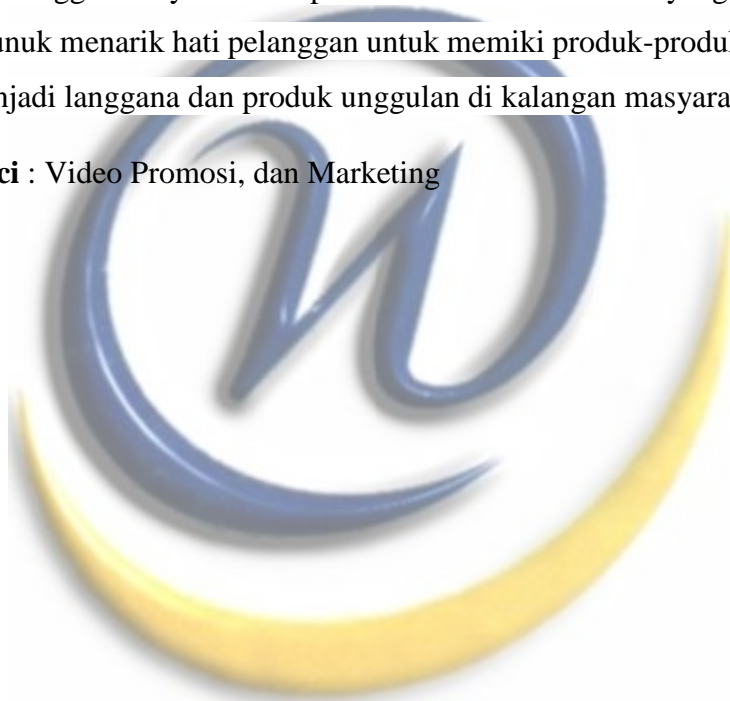 unuk menarik hati pelanggan untuk memiki produk-produk
njadi langgana dan produk unggulan di kalangan masyara
ci : Video Promosi, dan Marketing